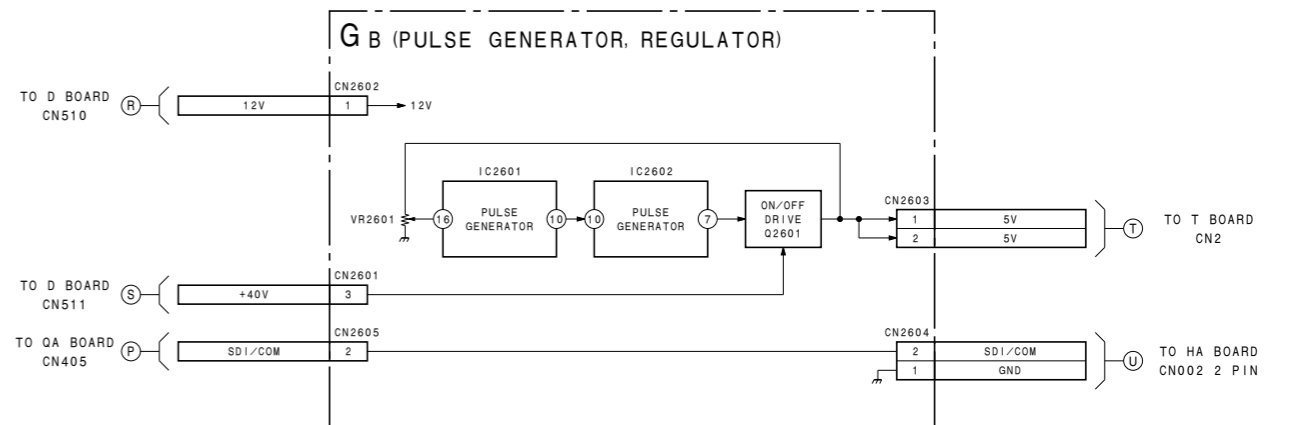 G B (PULSE GENERATOR, REGULATOR)
TO D BOARD
CN510
R
12V
CN2602
1
12V
IC2601
IC2602
VR2601
16
PULSE
GENERATOR
10
10
PULSE
GENERATOR
7
ON/OFF
DRIVE
Q2601
CN2603
1
5V
2
5V
T
TO T BOARD
CN2
TO D BOARD
CN511
S
+40V
CN2601
3
TO QA BOARD
CN405
P
SDI/COM
CN2605
2
CN2604
2
SDI/COM
1
GND
U
TO HA BOARD
CN002 2 PIN